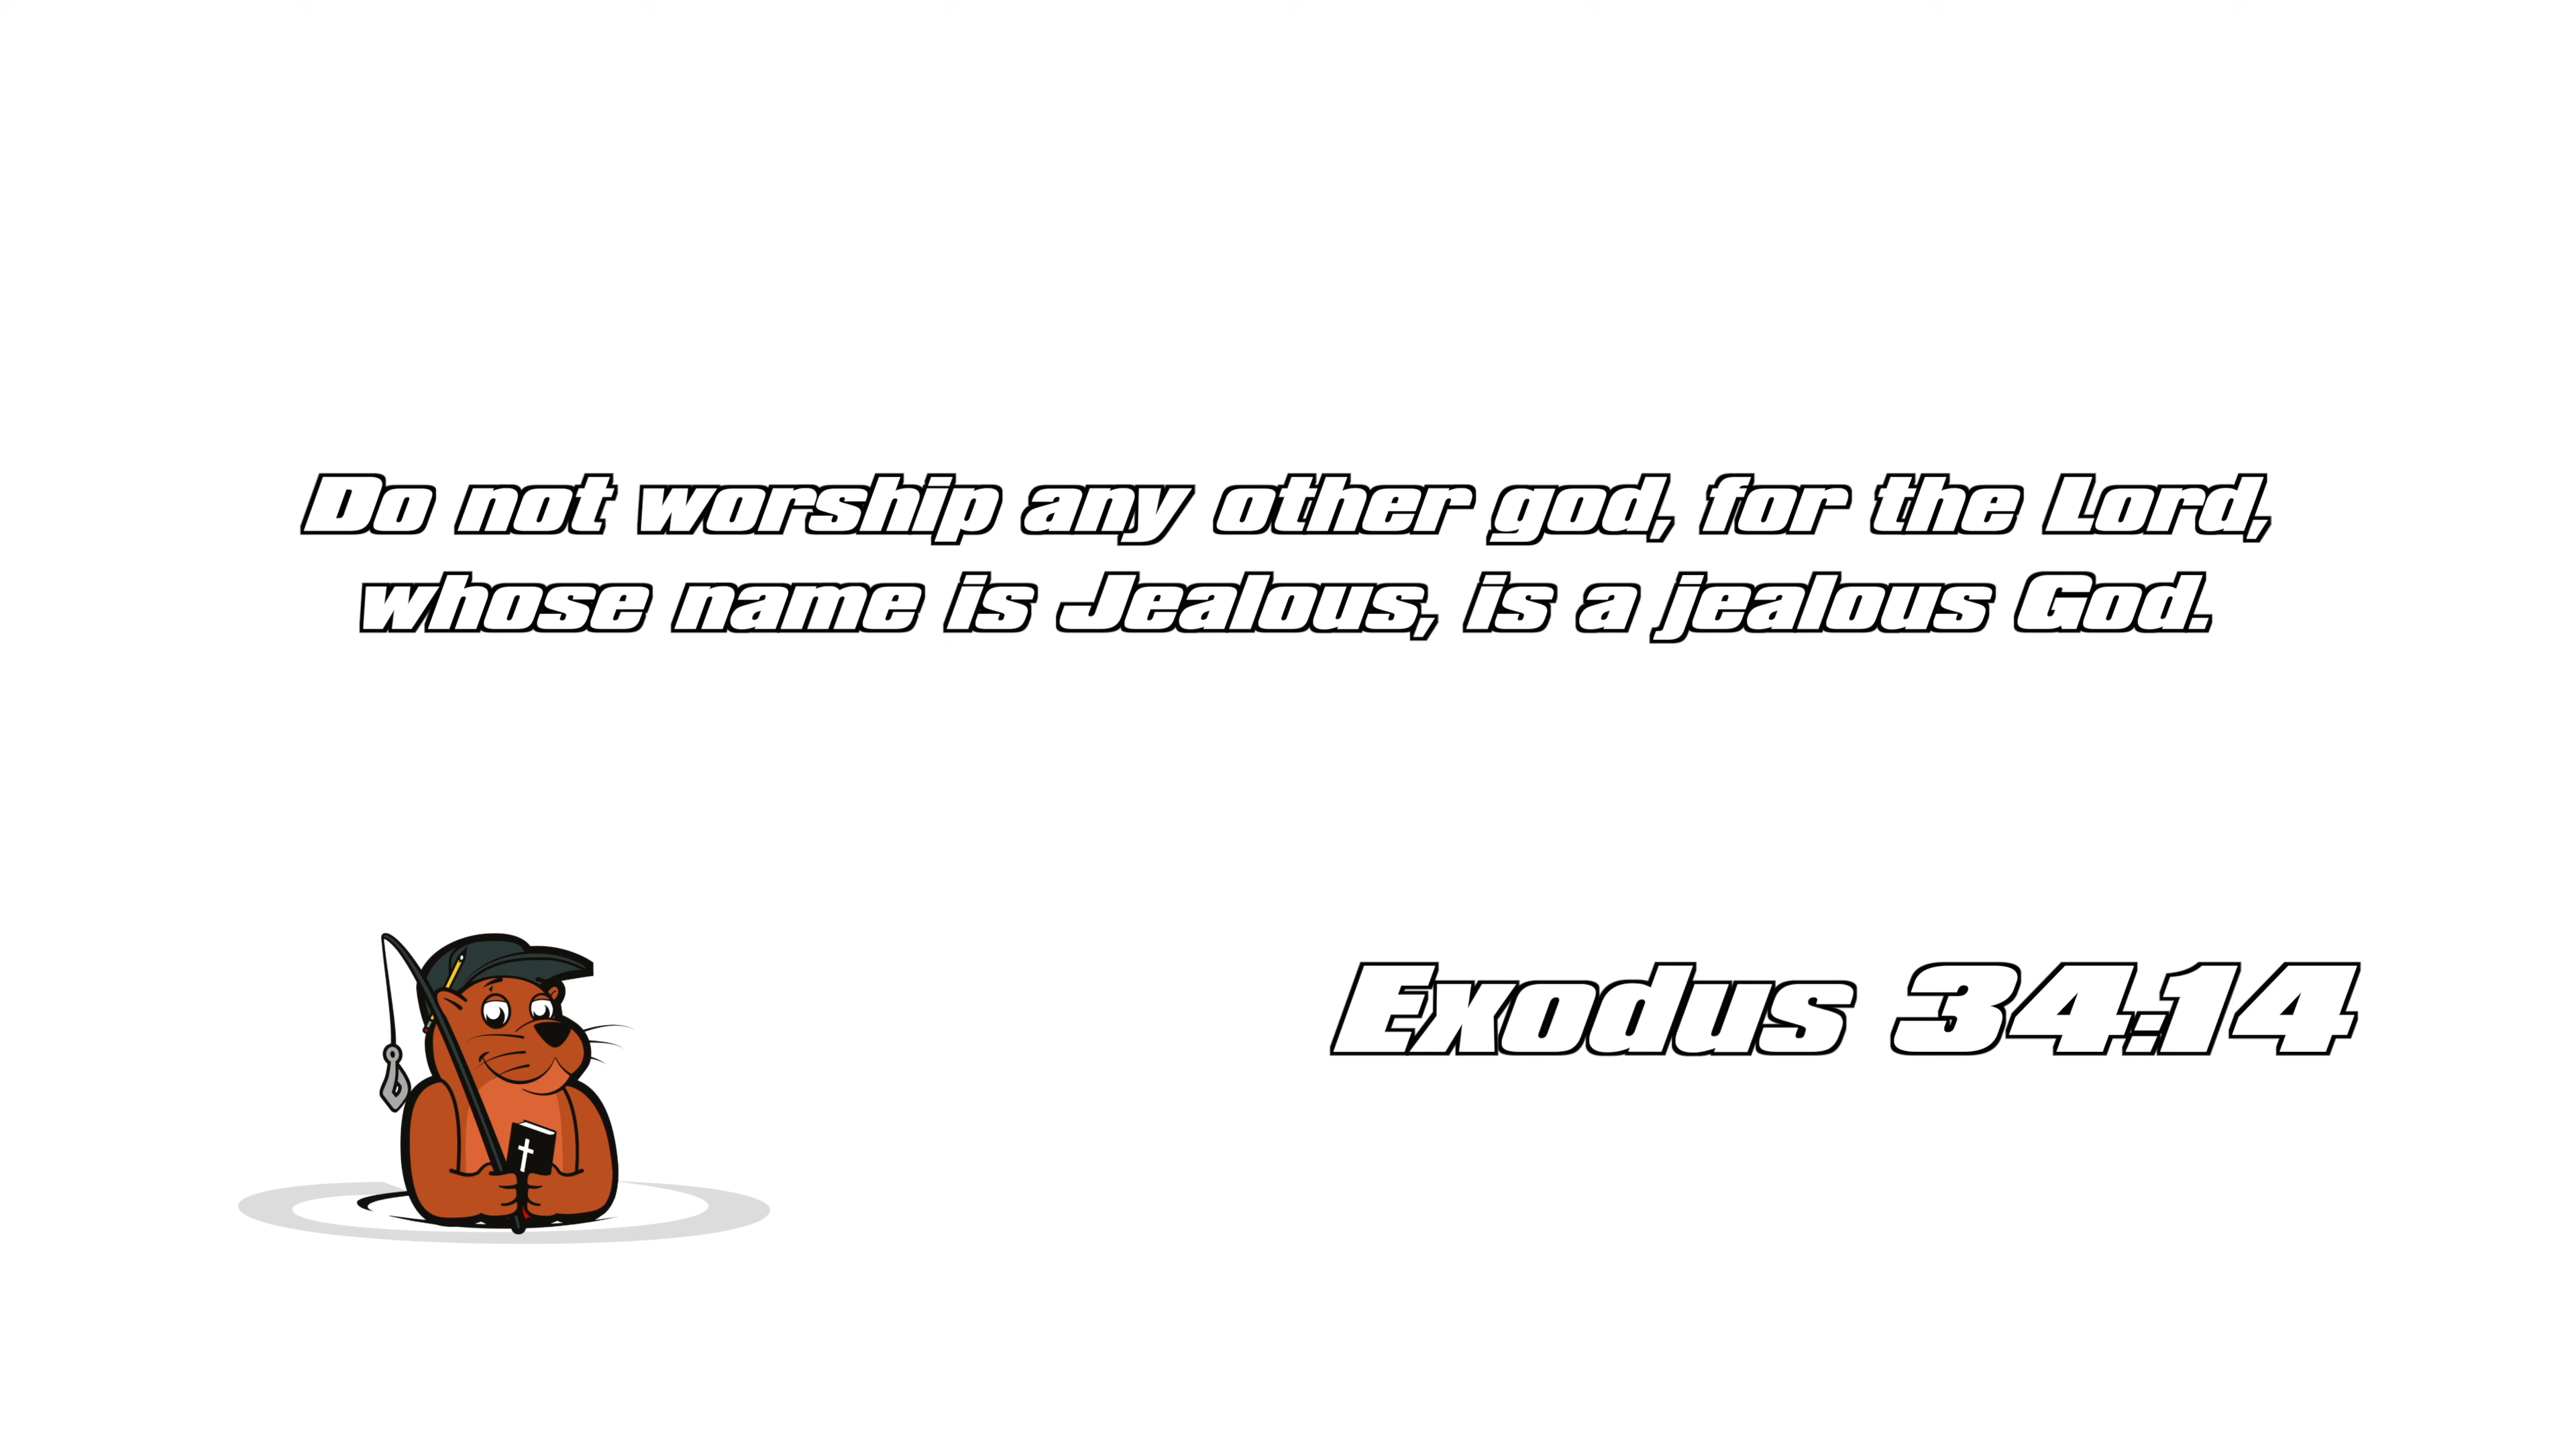 Do not worship any other god, for the Lord,
whose name is Jealous, is a jealous God.
Exodus 34:14